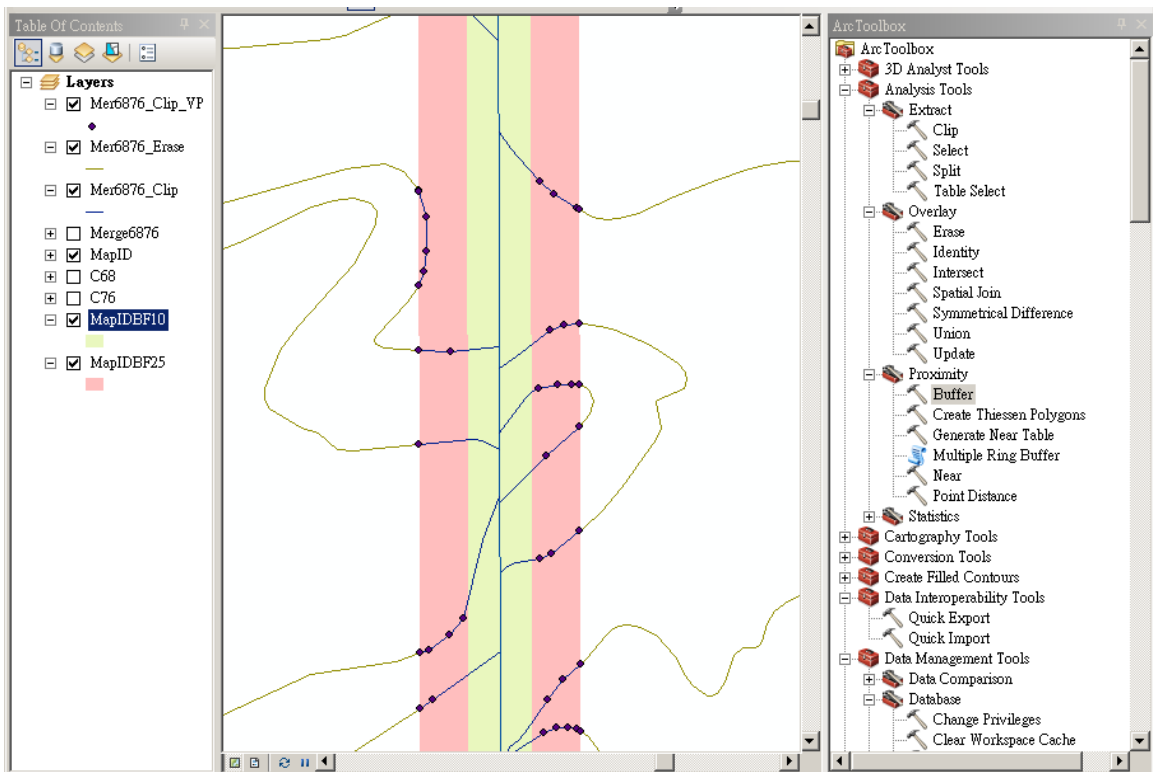 Table Of Contents
Layers
Mer6876_Clip_VP
Mer6876_Erase
Mer6876_Clip
Merge6876
MapID
C68
C76
MapIDBF10
MapIDBF25
ArcToolbox
ArcToolbox
3D Analyst Tools
Analysis Tools
Extract
Clip
Select
Split
Table Select
Overlay
Erase
Identity
Intersect
Spatial Join
Symmetrical Difference
Union
Update
Proximity
Buffer
Create Thiessen Polygons
Generate Near Table
Multiple Ring Buffer
Near
Point Distance
Statistics
Cartography Tools
Conversion Tools
Create Filled Contours
Data Interoperability Tools
Quick Export
Quick Import
Data Management Tools
Data Comparison
Database
Change Privileges
Clear Workspace Cache